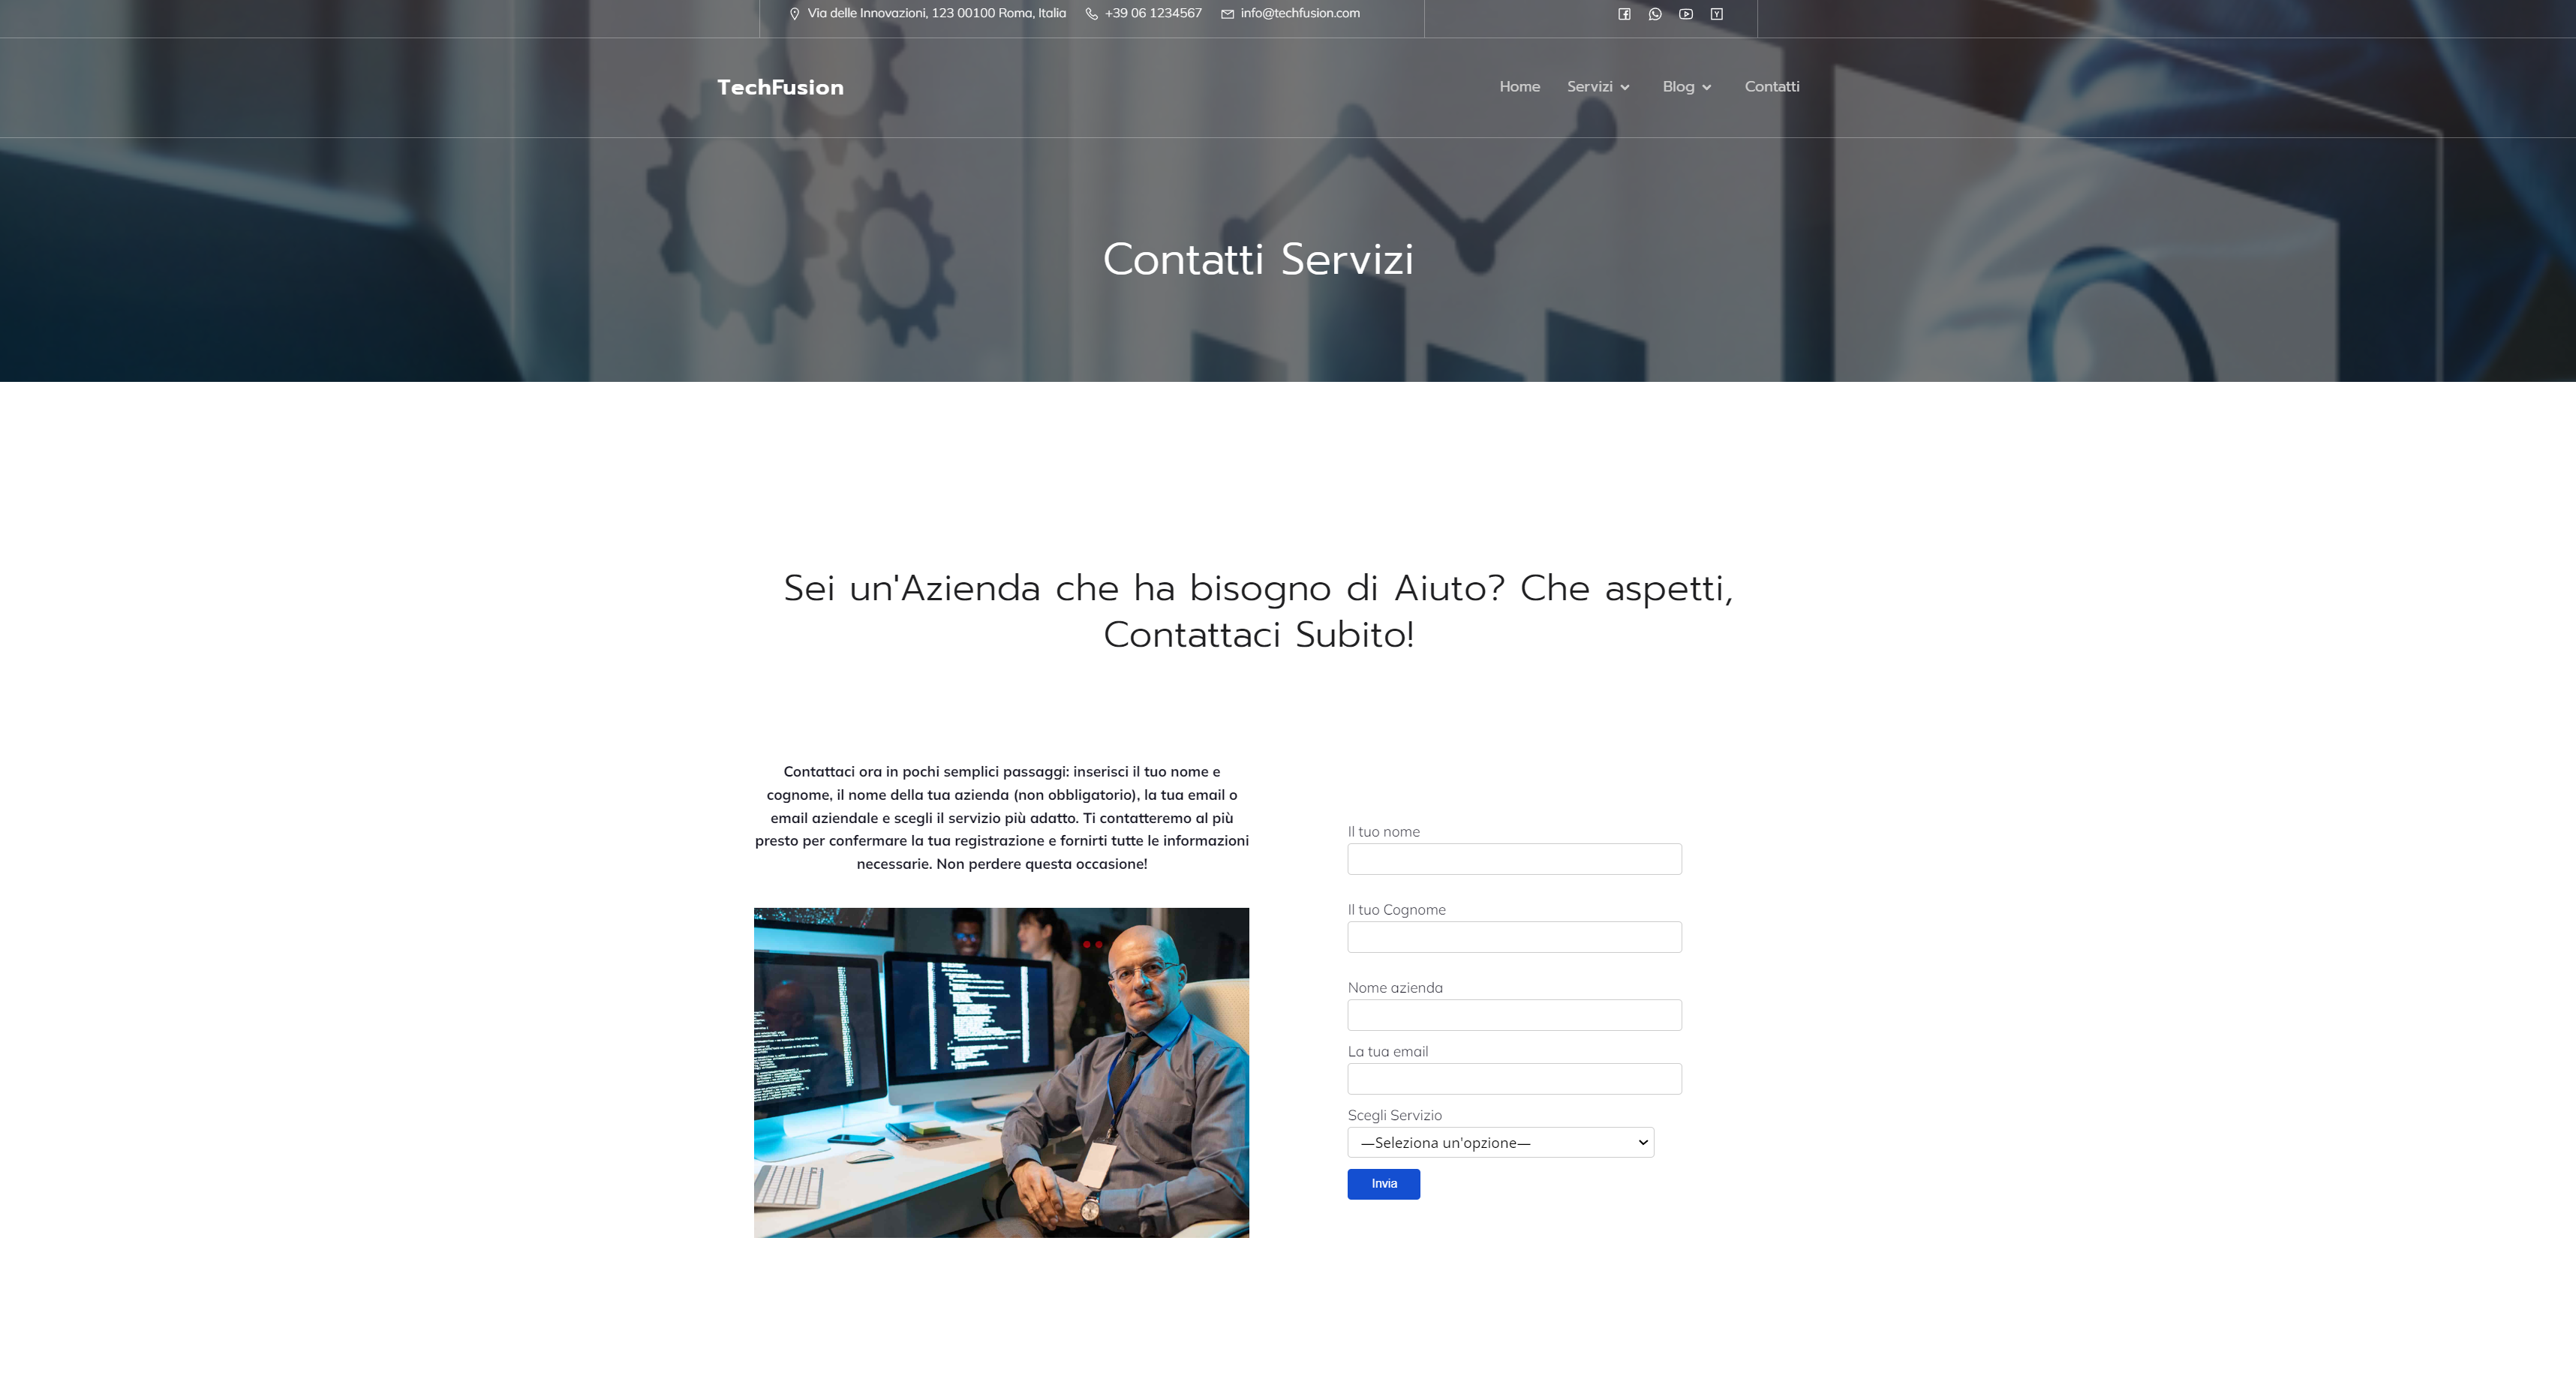 Via delle Innovazioni, 123 00100 Roma, Italia
+39 06 1234567
info@techfusion.com
TechFusion
Home
Servizi
Blog
Contatti
Contatti Servizi
Sei un'Azienda che ha bisogno di Aiuto? Che aspetti,
Contattaci Subito!
Contattaci ora in pochi semplici passaggi: inserisci il tuo nome e
cognome, il nome della tua azienda (non obbligatorio), la tua email o
email aziendale e scegli il servizio più adatto. Ti contatteremo al più
presto per confermare la tua registrazione e fornirti tutte le informazioni
necessarie. Non perdere questa occasione!
Il tuo nome
Il tuo Cognome
Nome azienda
La tua email
Scegli Servizio
—Seleziona un'opzione—
Invia